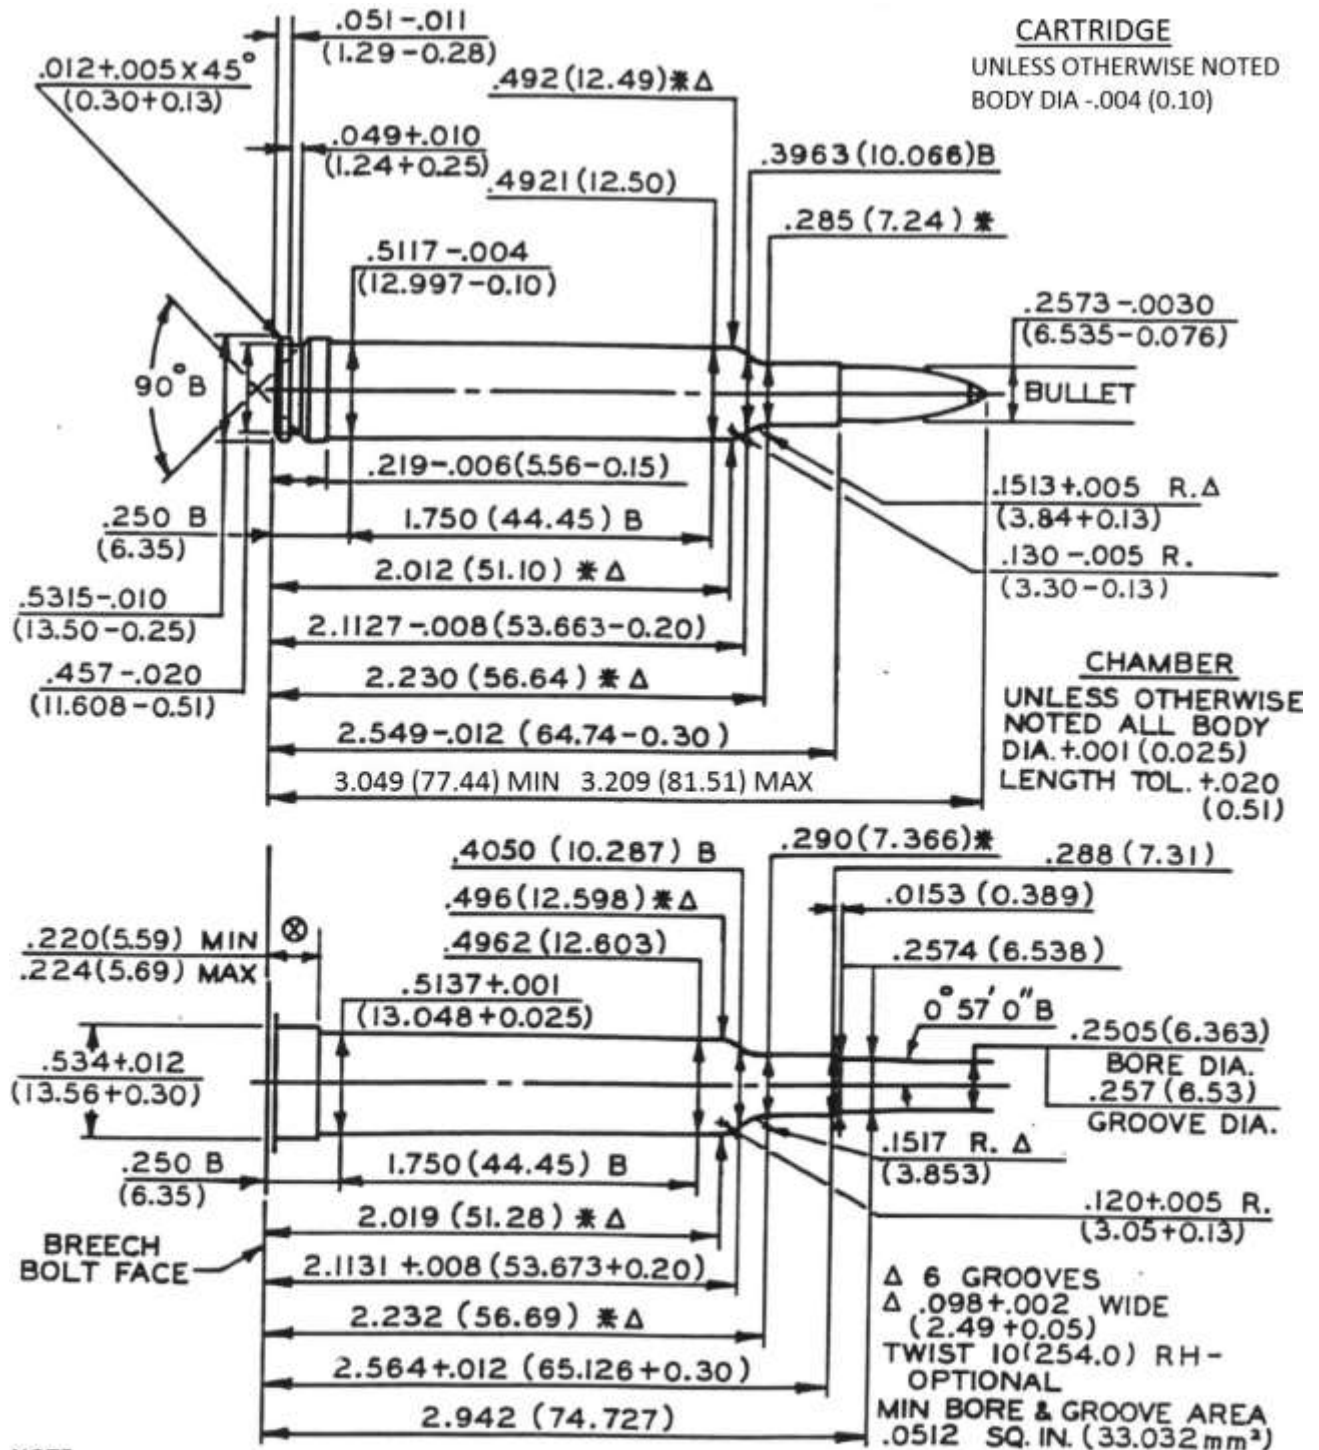 .051-.011
(1.29-0.28)
CARTRIDGE
UNLESS OTHERWISE NOTED
BODY DIA -.004 (0.10)
.012+.005 X 45°
(0.30+0.13)
.492 (12.49) ⁕ Δ
.049+.010
(1.24+0.25)
.3963 (10.066) B
.4921 (12.50)
.285 (7.24) ⁕
.5117-.004
(12.997-0.10)
.2573-.0030
(6.535-0.076)
90° B
BULLET
.219-.006 (5.56-0.15)
.1513+.005 R. Δ
(3.84+0.13)
.250 B
(6.35)
1.750 (44.45) B
.130-.005 R.
(3.30-0.13)
2.012 (51.10) ⁕ Δ
.5315-.010
(13.50-0.25)
2.1127-.008 (53.663-0.20)
.457-.020
(11.608-0.51)
2.230 (56.64) ⁕ Δ
2.549-.012 (64.74-0.30)
3.049 (77.44) MIN 3.209 (81.51) MAX
CHAMBER
UNLESS OTHERWISE
NOTED ALL BODY
DIA. +.001 (0.025)
LENGTH TOL. +.020
(0.51)
.4050 (10.287) B
.290 (7.366) ⁕
.288 (7.31)
.496 (12.598) ⁕ Δ
.0153 (0.389)
.220 (5.59) MIN
.224 (5.69) MAX
⊗
.4962 (12.603)
.2574 (6.538)
.5137+.001
(13.048+0.025)
0° 57' 0" B
.2505 (6.363)
BORE DIA.
.257 (6.53)
GROOVE DIA.
.534+.012
(13.56+0.30)
.250 B
(6.35)
1.750 (44.45) B
.1517 R. Δ
(3.853)
.120+.005 R.
(3.05+0.13)
2.019 (51.28) ⁕ Δ
BREECH
BOLT FACE
2.1131 +.008 (53.673+0.20)
2.232 (56.69) ⁕ Δ
2.564+.012 (65.126+0.30)
2.942 (74.727)
Δ 6 GROOVES
Δ .098+.002 WIDE
(2.49+0.05)
TWIST 10 (254.0) RH-
OPTIONAL
MIN BORE & GROOVE AREA
.0512 SQ. IN. (33.032 mm²)